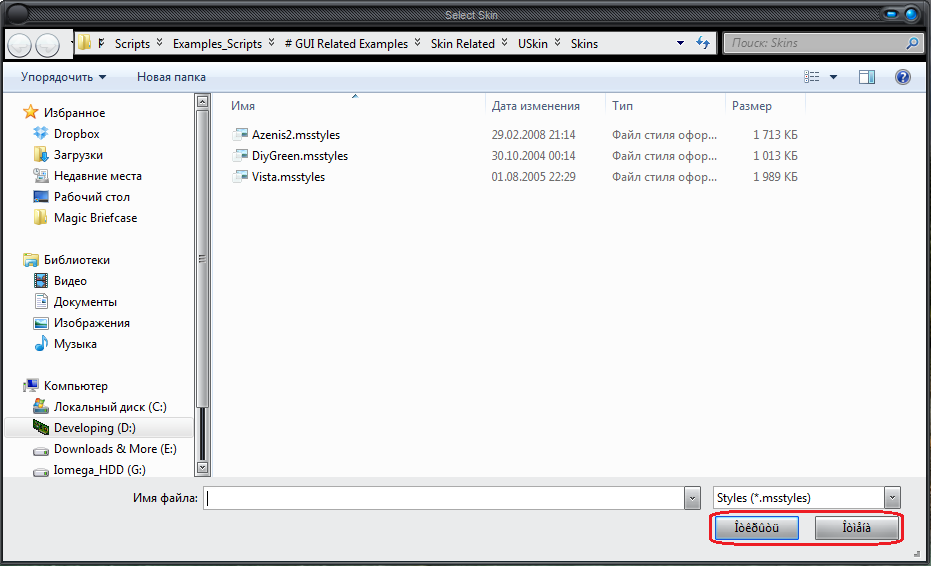 Select Skin
Scripts Examples_Scripts # GUI Related Examples Skin Related USkin Skins Поиск: Skins
Упорядочить Новая папка
Имя Дата изменения Тип Размер
Избранное
Dropbox
Загрузки
Недавние места
Рабочий стол
Magic Briefcase
Библиотеки
Видео
Документы
Изображения
Музыка
Компьютер
Локальный диск (C:)
Developing (D:)
Downloads & More (E:)
Iomega_HDD (G:)
Azenis2.msstyles 29.02.2008 21:14 Файл стиля офор... 1 713 КБ
DiyGreen.msstyles 30.10.2004 00:14 Файл стиля офор... 1 013 КБ
Vista.msstyles 01.08.2005 22:29 Файл стиля офор... 1 989 КБ
Имя файла: Styles (*.msstyles)
Îòêðûòü Îòìåíà